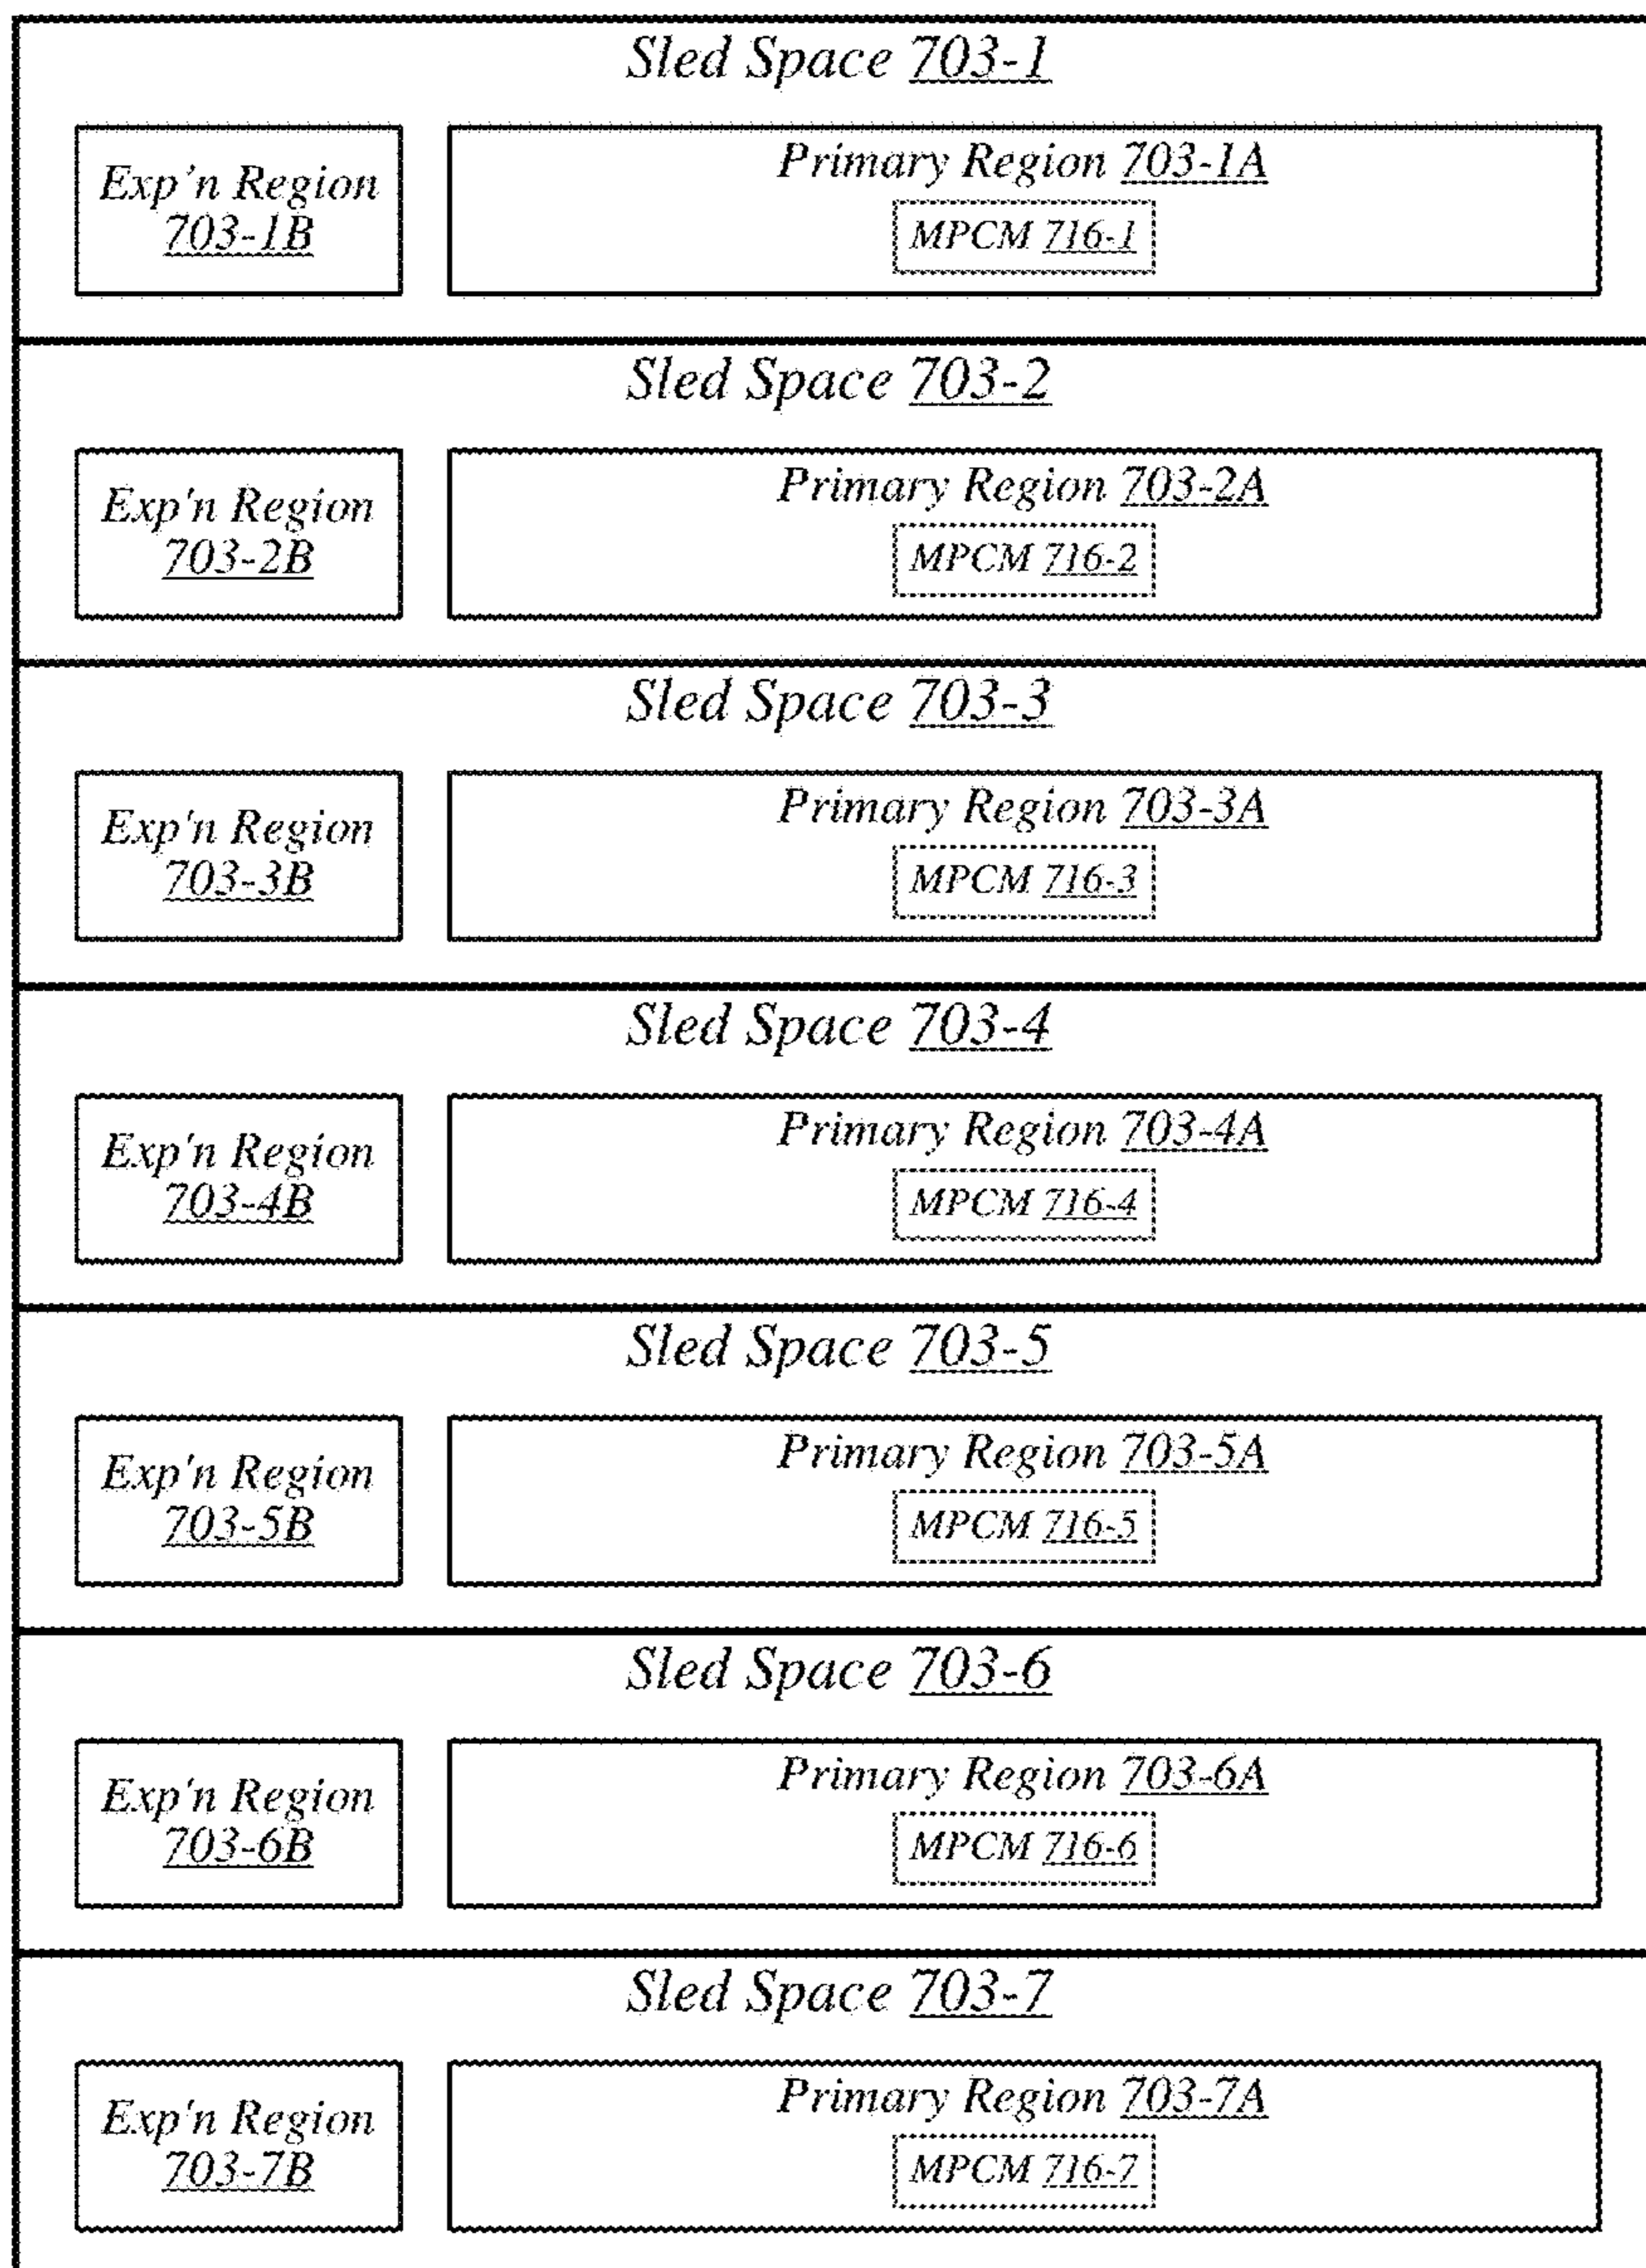 Sled Space 703-1
Exp’n Region
703-1B
Primary Region 703-1A
MPCM 716-1
Sled Space 703-2
Exp'n Region
703-2B
Primary Region 703-2A
MPCM 716-2
Sled Space 703-3
Exp'n Region
703-3B
Primary Region 703-3A
MPCM 716-3
Sled Space 703-4
Exp'n Region
703-4B
Primary Region 703-4A
MPCM 716-4
Sled Space 703-5
Exp'n Region
703-5B
Primary Region 703-5A
MPCM 716-5
Sled Space 703-6
Exp'n Region
703-6B
Primary Region 703-6A
MPCM 716-6
Sled Space 703-7
Exp'n Region
703-7B
Primary Region 703-7A
MPCM 716-7